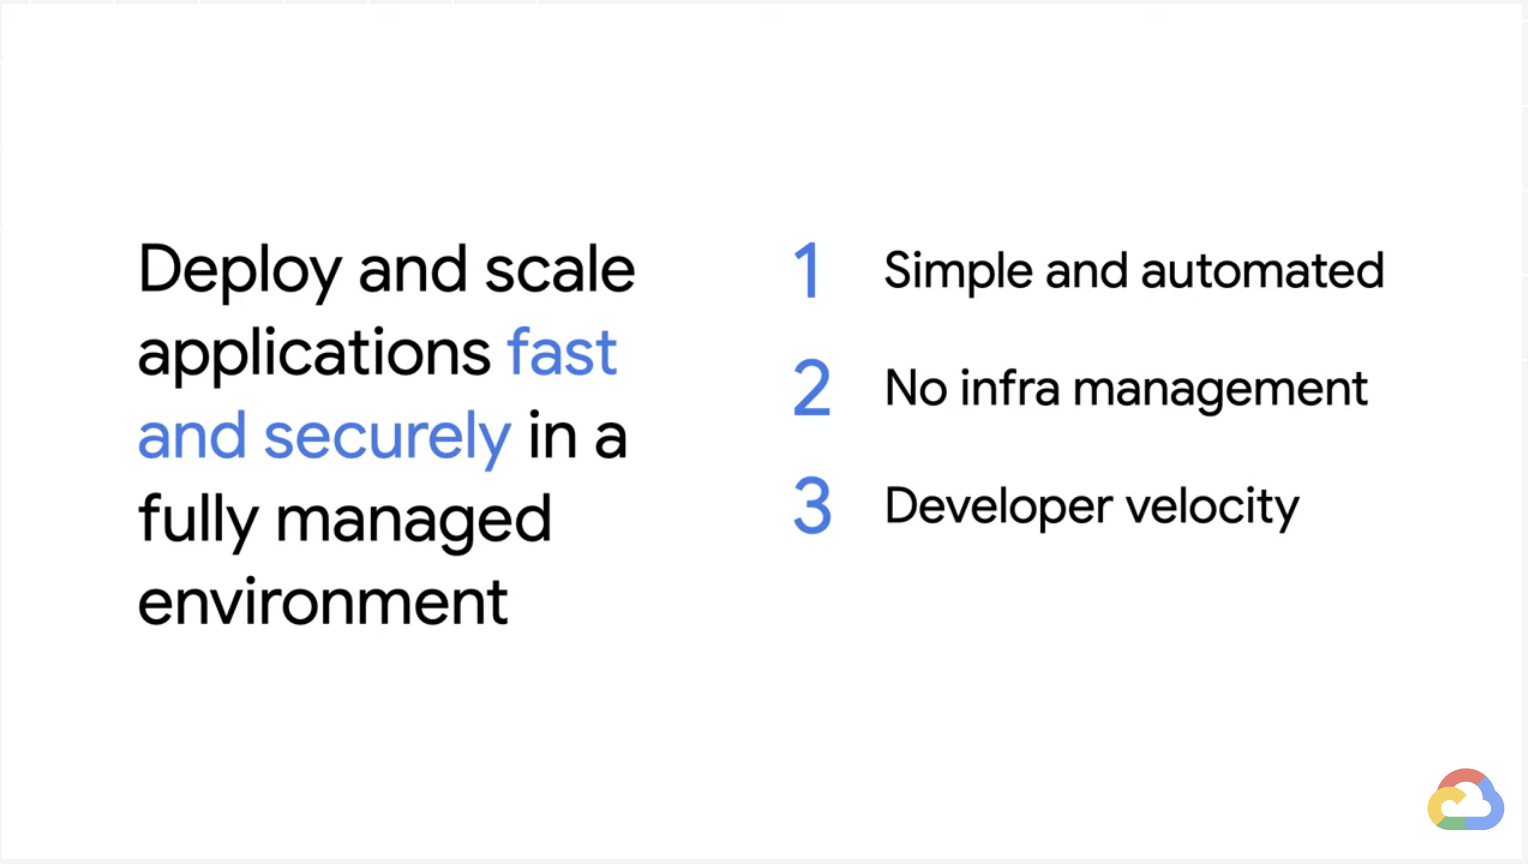 Deploy and scale
applications fast
and securely in a
fully managed
environment
1 Simple and automated
2 No infra management
3 Developer velocity